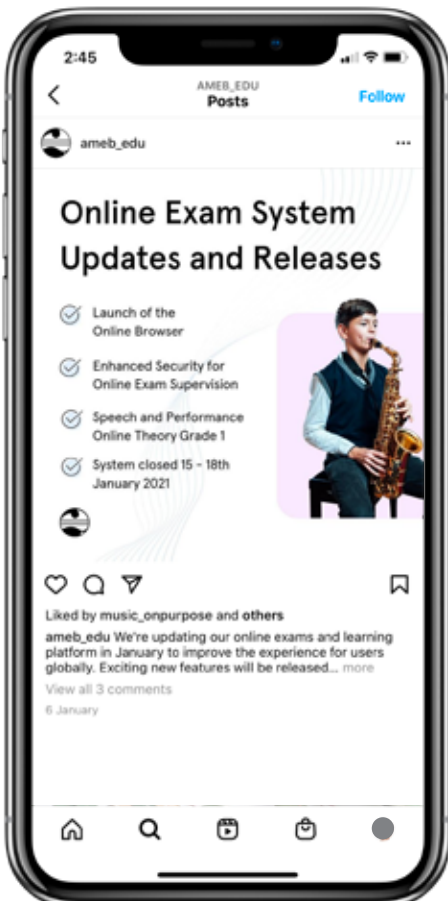 2:45
AMEB_EDU
Posts
Follow
ameb_edu
Online Exam System
Updates and Releases
Launch of the
Online Browser
Enhanced Security for
Online Exam Supervision
Speech and Performance
Online Theory Grade 1
System closed 15 - 18th
January 2021
Liked by music_onpurpose and others
ameb_edu We're updating our online exams and learning
platform in January to improve the experience for users
globally. Exciting new features will be released... more
View all 3 comments
6 January